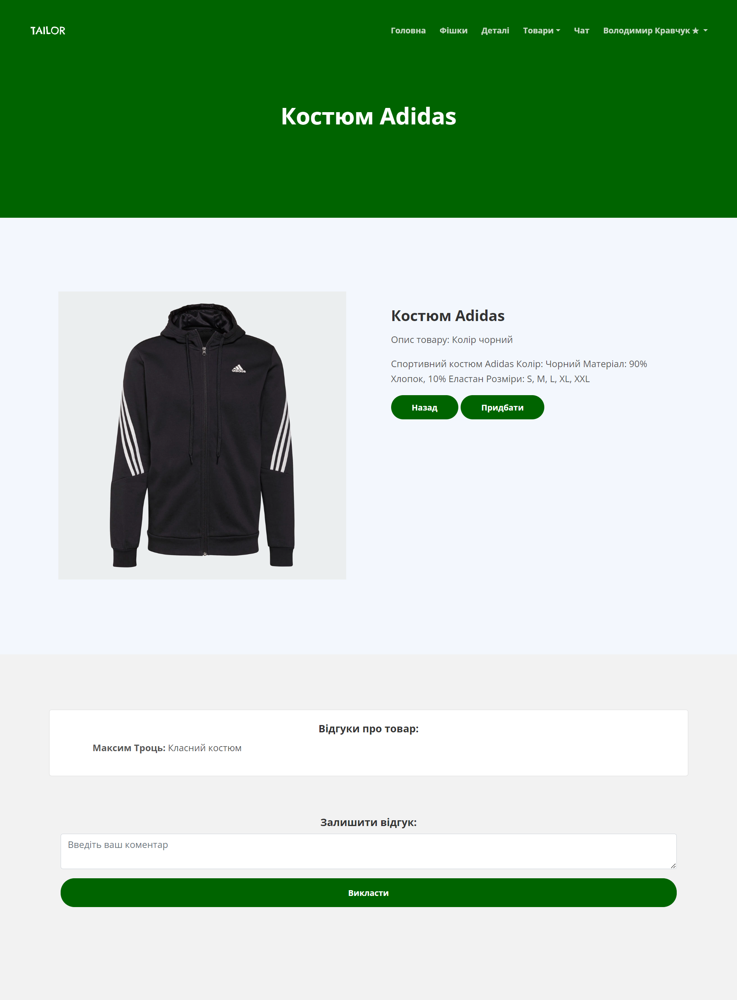 TAILOR
Головна Фішки Деталі Товари Чат Володимир Кравчук ★
Костюм Adidas
adidas
Костюм Adidas
Опис товару: Колір чорний
Спортивний костюм Adidas Колір: Чорний Матеріал: 90%
Хлопок, 10% Еластан Розміри: S, M, L, XL, XXL
Назад Придбати
Відгуки про товар:
Максим Троць: Класний костюм
Залишити відгук:
Введіть ваш коментар
Викласти